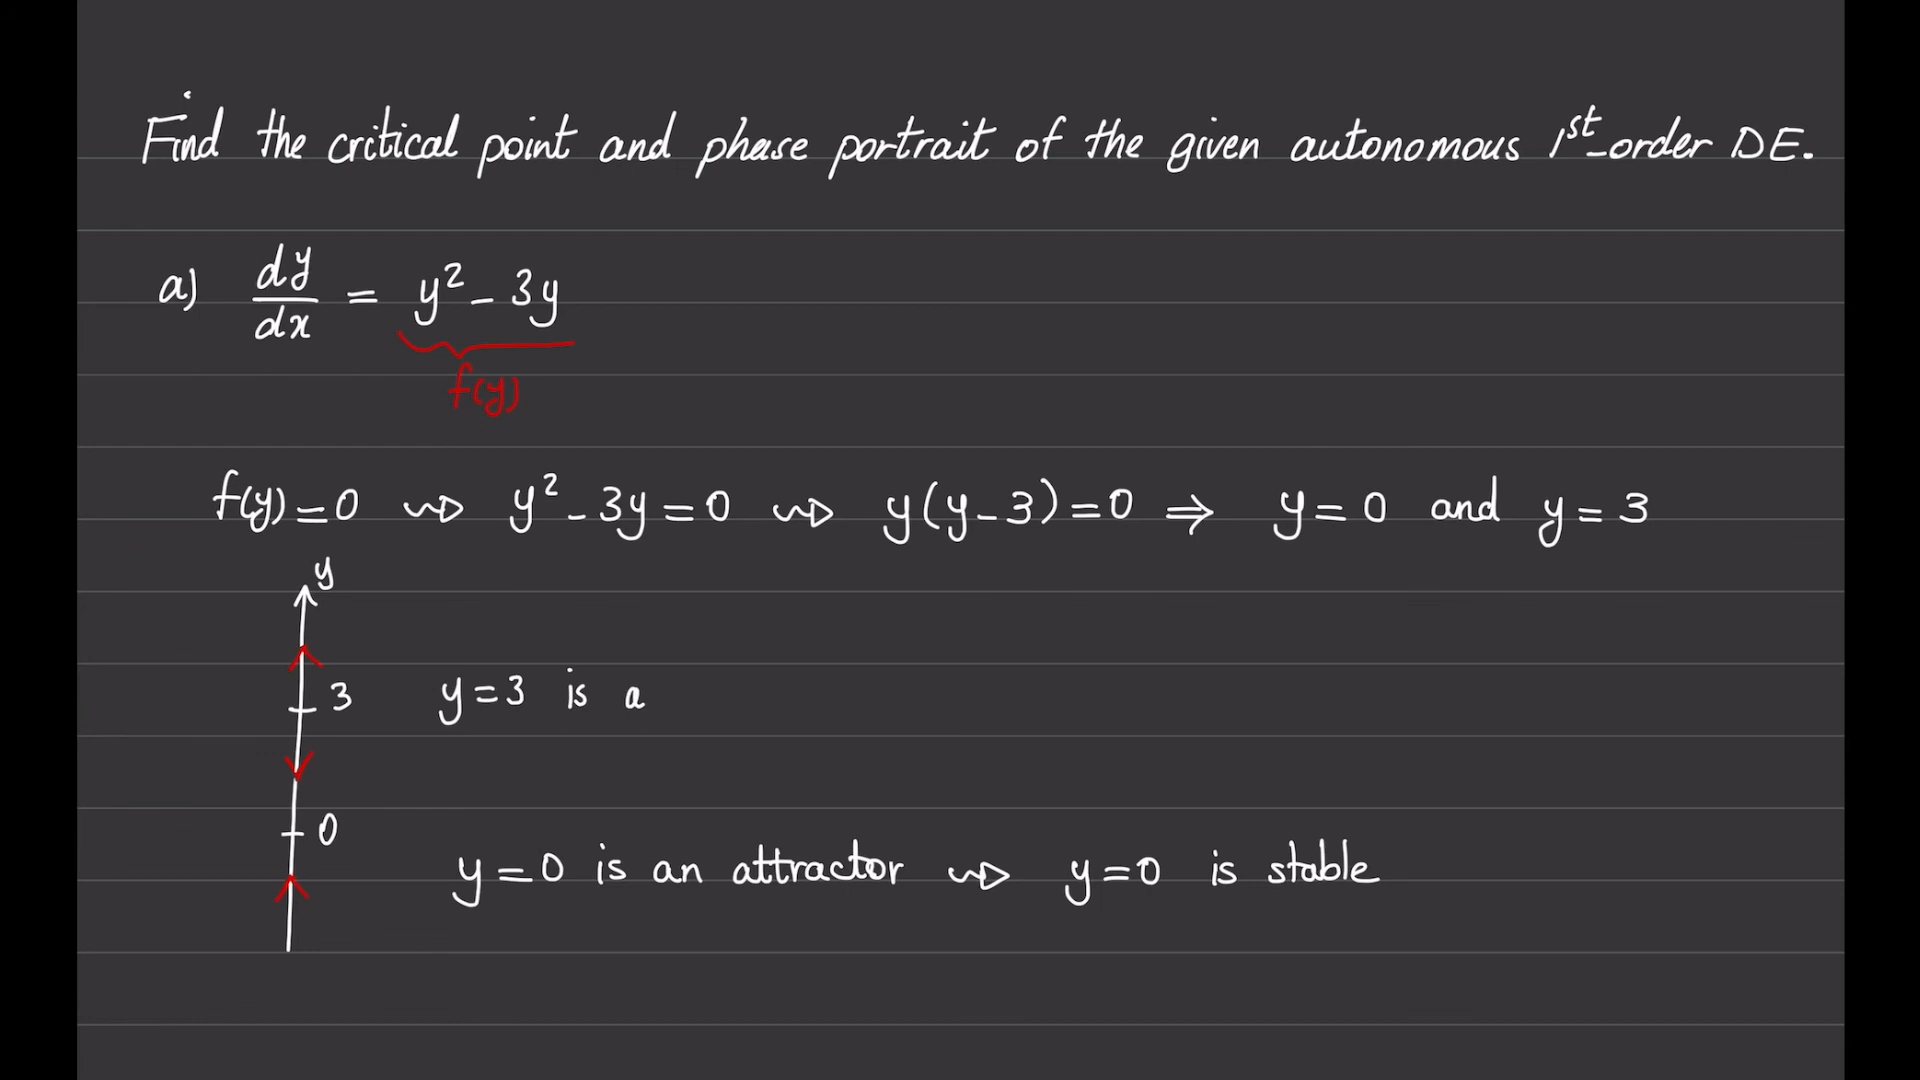 Find the critical point and phase portrait of the given autonomous 1st-order DE.
a) dy/dx = y² - 3y
f(y)
f(y) = 0 ⇝ y² - 3y = 0 ⇝ y(y-3) = 0 ⇒ y = 0 and y = 3
y
3 y = 3 is a
0
y = 0 is an attractor ⇝ y = 0 is stable